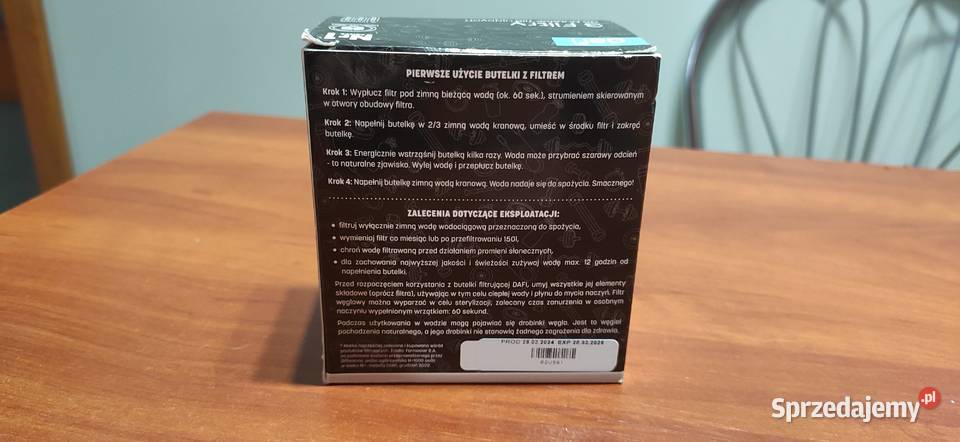 Nr.1
FILTRY
PIERWSZE UŻYCIE BUTELKI Z FILTREM
Krok 1: Wypłucz filtr pod zimną bieżącą wodą (ok. 60 sek.), strumieniem skierowanym
w otwory obudowy filtra.
Krok 2: Napełnij butelkę w 2/3 zimną wodą kranową, umieść w środku filtr i zakręć
butelkę.
Krok 3: Energicznie wstrząśnij butelką kilka razy. Woda może przybrać szarawy odcień
- to naturalne zjawisko. Wylej wodę i przepłucz butelkę.
Krok 4: Napełnij butelkę zimną wodą kranową. Woda nadaje się do spożycia. Smacznego!
ZALECENIA DOTYCZĄCE EKSPLOATACJI:
• filtruj wyłącznie zimną wodę wodociągową przeznaczoną do spożycia,
• wymieniaj filtr co miesiąc lub po przefiltrowaniu 150l,
• chroń wodę filtrowaną przed działaniem promieni słonecznych,
• dla zachowania najwyższej jakości i świeżości zużywaj wodę max. 12 godzin od
napełnienia butelki.
Przed rozpoczęciem korzystania z butelki filtrującej DAFI, umyj wszystkie jej elementy
składowe (oprócz filtra), używając w tym celu ciepłej wody i płynu do mycia naczyń. Filtr
węglowy można wyparzać w celu sterylizacji; zalecany czas zanurzenia w osobnym
naczyniu wypełnionym wrzątkiem: 60 sekund.
Podczas użytkowania w wodzie mogą pojawiać się drobinki węgla. Jest to węgiel
pochodzenia naturalnego, a jego drobinki nie stanowią żadnego zagrożenia dla zdrowia.
PROD 28.02.2024 EXP 28.02.2029
Sprzedajemy.pl